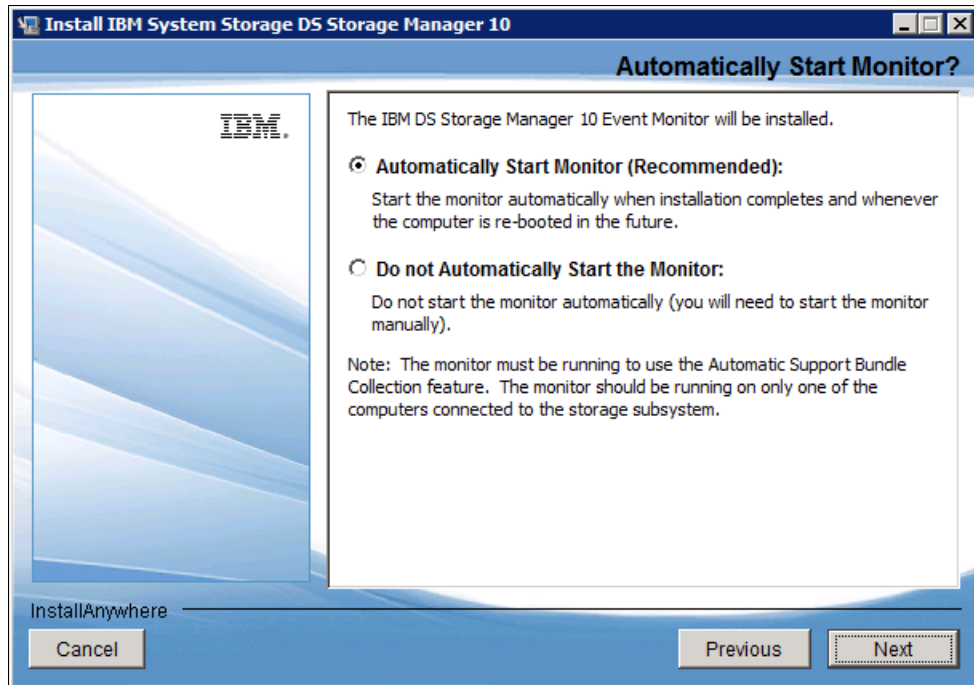 Install IBM System Storage DS Storage Manager 10
Automatically Start Monitor?
IBM.
The IBM DS Storage Manager 10 Event Monitor will be installed.
Automatically Start Monitor (Recommended):
Start the monitor automatically when installation completes and whenever
the computer is re-booted in the future.
Do not Automatically Start the Monitor:
Do not start the monitor automatically (you will need to start the monitor
manually).
Note:  The monitor must be running to use the Automatic Support Bundle
Collection feature.  The monitor should be running on only one of the
computers connected to the storage subsystem.
InstallAnywhere
Cancel
Previous
Next